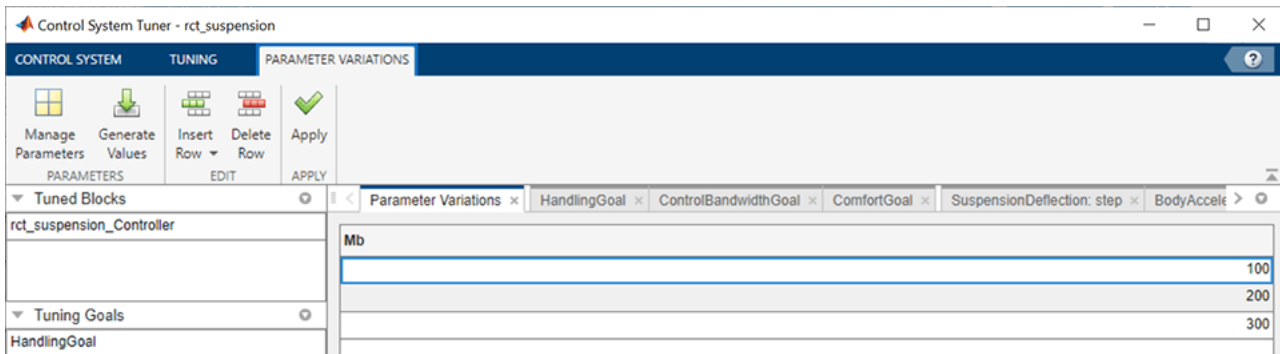 Control System Tuner - rct_suspension
CONTROL SYSTEM TUNING PARAMETER VARIATIONS
?
Manage Parameters
Generate Values
Insert Row
Delete Row
Apply
PARAMETERS EDIT APPLY
Tuned Blocks
Parameter Variations × HandlingGoal × ControlBandwidthGoal × ComfortGoal × SuspensionDeflection: step × BodyAccele
rct_suspension_Controller
Mb
100
200
300
Tuning Goals
HandlingGoal